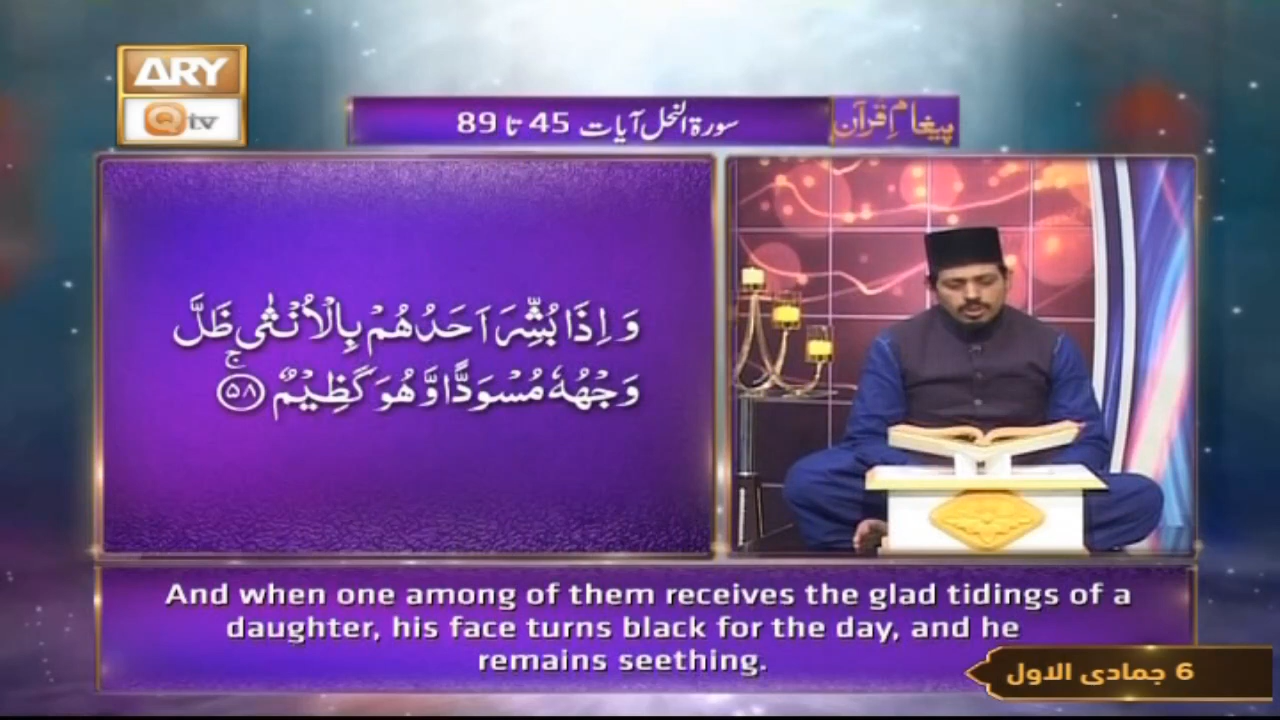 ARY
Qtv
پیغامِ قرآن
سورۃ النحل آیات 45 تا 89
وَ اِذَا بُشِّرَ اَحَدُهُمْ بِالْاُنْثٰی ظَلَّ
وَجْهُهٗ مُسْوَدًّا وَّ هُوَ كَظِیْمٌ ۚ ﴿۵۸﴾
And when one among of them receives the glad tidings of a
daughter, his face turns black for the day, and he
remains seething.
6 جمادی الاول